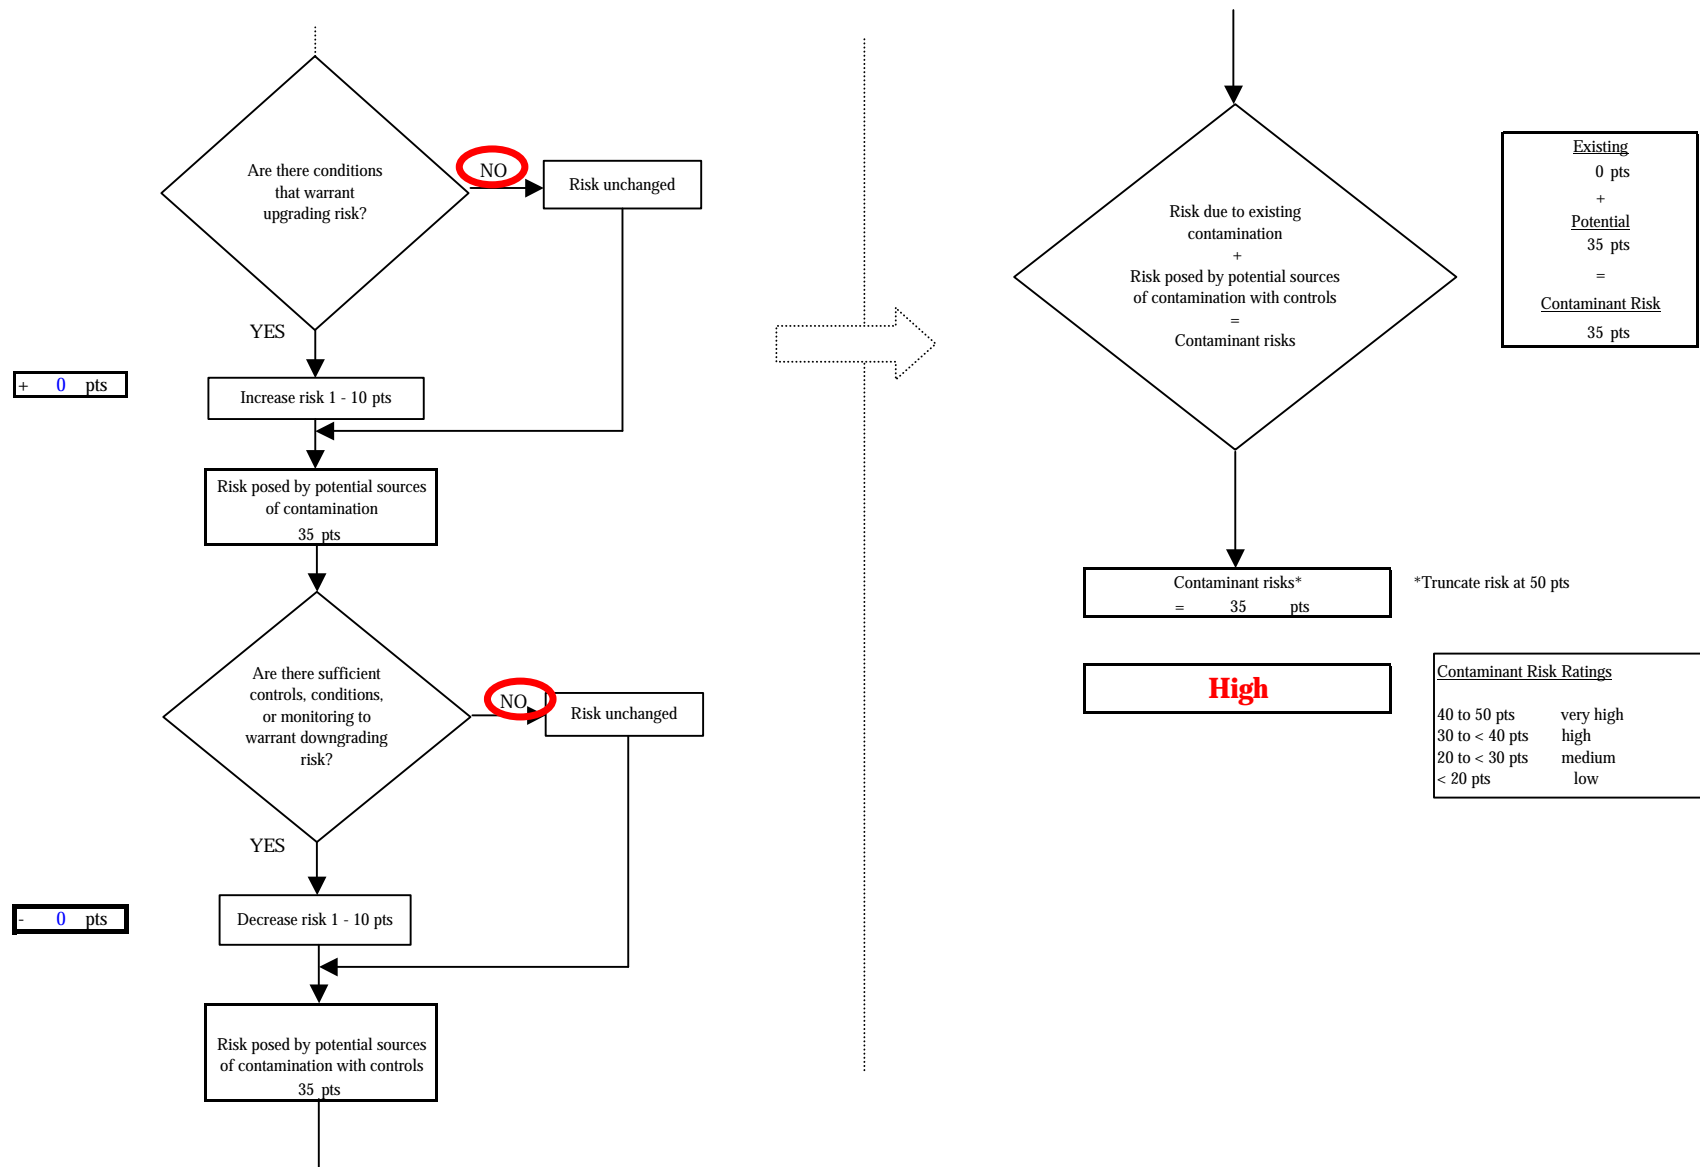 Are there conditions
that warrant
upgrading risk?
NO
Risk unchanged
YES
+ 0 pts
Increase risk 1 - 10 pts
Risk posed by potential sources
of contamination
35 pts
Are there sufficient
controls, conditions,
or monitoring to
warrant downgrading
risk?
NO
Risk unchanged
YES
- 0 pts
Decrease risk 1 - 10 pts
Risk posed by potential sources
of contamination with controls
35 pts
Risk due to existing
contamination
+
Risk posed by potential sources
of contamination with controls
=
Contaminant risks
Existing
0 pts
+
Potential
35 pts
=
Contaminant Risk
35 pts
Contaminant risks*
= 35 pts
*Truncate risk at 50 pts
High
Contaminant Risk Ratings
40 to 50 pts very high
30 to < 40 pts high
20 to < 30 pts medium
< 20 pts low